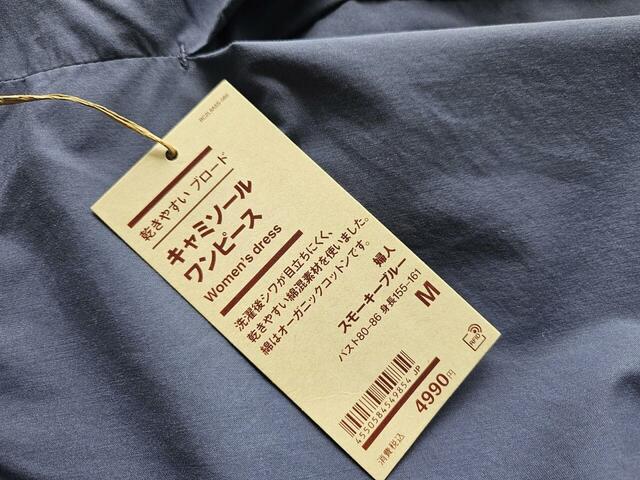 乾きやすい ブロード
キャミソール
ワンピース
Women's dress
洗濯後シワが目立ちにくく、
乾きやすい綿混素材を使いました。
綿はオーガニックコットンです。
婦人
スモーキーブルー
バスト80-86 身長155-161
M
RFID
4550584549854 JP
4990円
消費税込